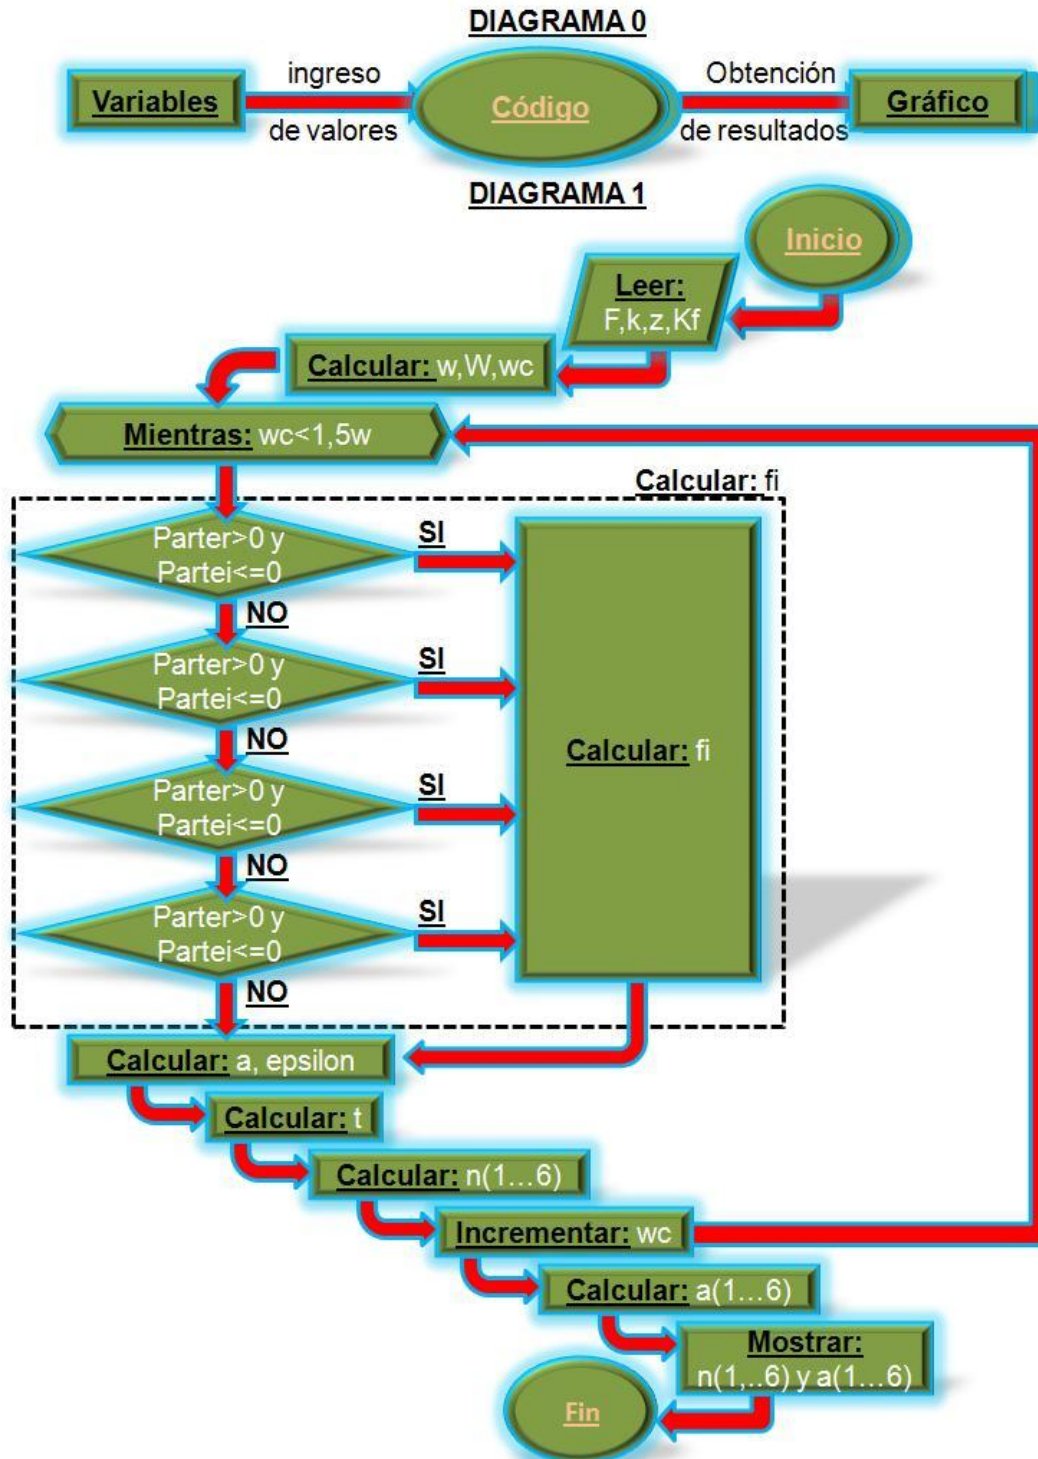 DIAGRAMA 0
Variables
ingreso
de valores
Código
Obtención
de resultados
Gráfico
DIAGRAMA 1
Inicio
Leer:
F,k,z,Kf
Calcular: w,W,wc
Mientras: wc<1,5w
Calcular: fi
Parter>0 y
Partei<=0
SI
NO
Parter>0 y
Partei<=0
SI
NO
Parter>0 y
Partei<=0
SI
NO
Parter>0 y
Partei<=0
SI
NO
Calcular: fi
Calcular: a, epsilon
Calcular: t
Calcular: n(1...6)
Incrementar: wc
Calcular: a(1...6)
Mostrar:
n(1,..6) y a(1...6)
Fin